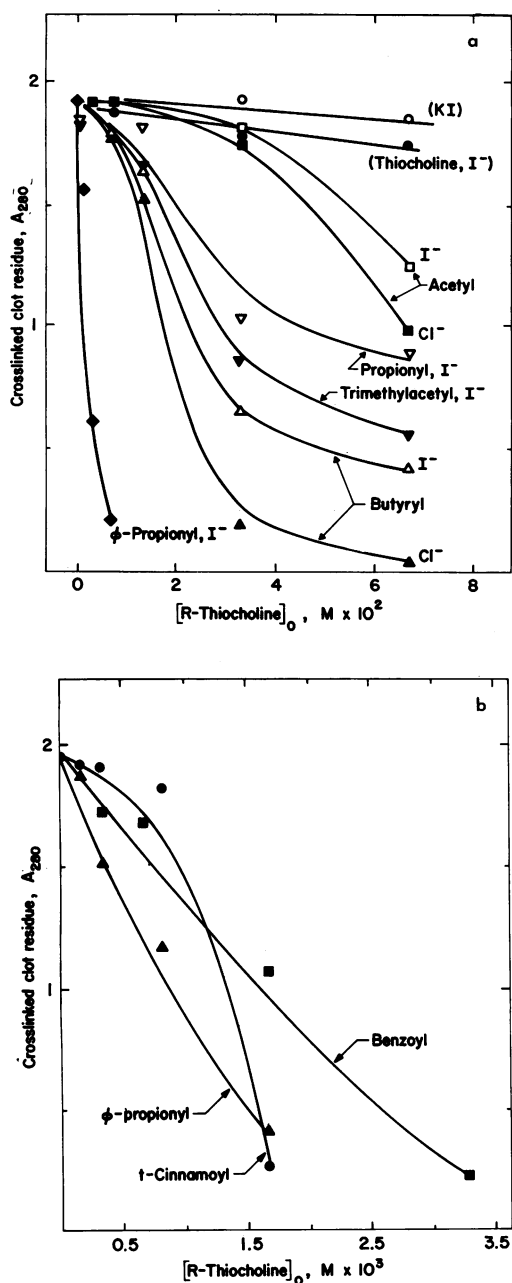 a
2
1
0
Crosslinked clot residue, A280
(KI)
(Thiocholine, I⁻)
I⁻
Acetyl
Cl⁻
Propionyl, I⁻
Trimethylacetyl, I⁻
I⁻
Butyryl
ϕ-Propionyl, I⁻
Cl⁻
0 2 4 6 8
[R-Thiocholine]₀, M x 10²
b
2
1
Crosslinked clot residue, A280
Benzoyl
ϕ-propionyl
t-Cinnamoyl
0.5 1.5 2.5 3.5
[R-Thiocholine]₀, M x 10³